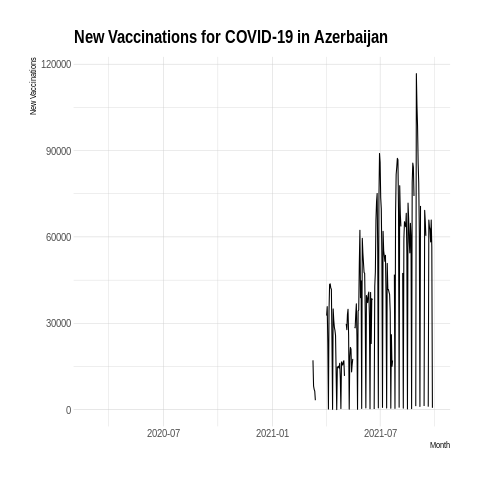 New Vaccinations for COVID-19 in Azerbaijan
New Vaccinations
120000
90000
60000
30000
0
2020-07
2021-01
2021-07
Month